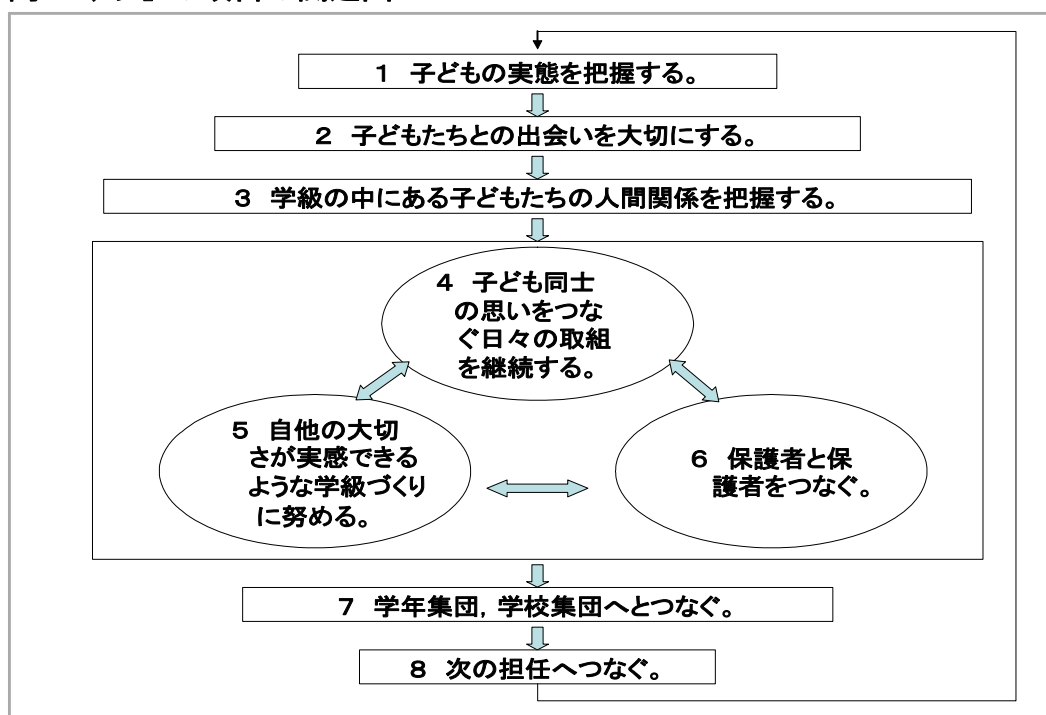 1 子どもの実態を把握する。
2 子どもたちとの出会いを大切にする。
3 学級の中にある子どもたちの人間関係を把握する。
4 子ども同士
の思いをつな
ぐ日々の取組
を継続する。
5 自他の大切
さが実感できる
ような学級づくり
に努める。
6 保護者と保
護者をつなぐ。
7 学年集団，学校集団へとつなぐ。
8 次の担任へつなぐ。